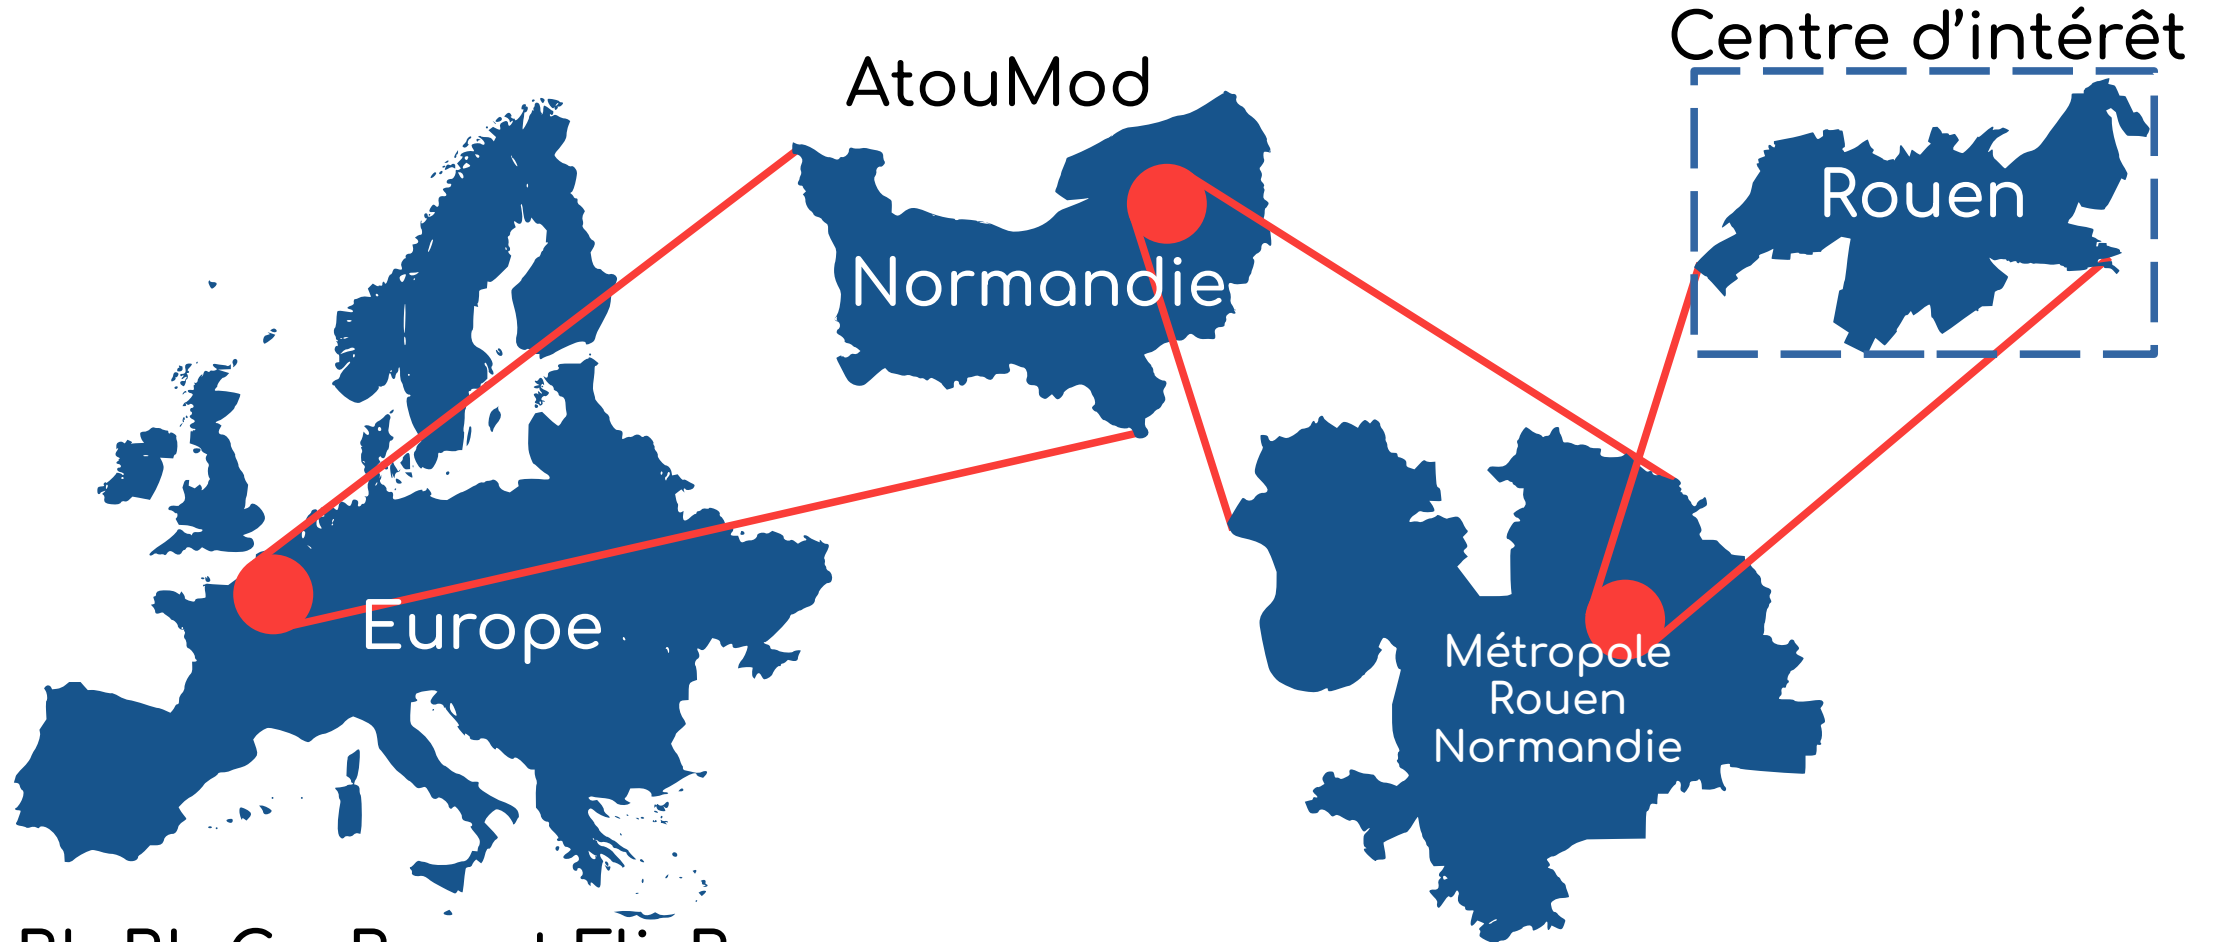 Centre d’intérêt
AtouMod
Rouen
Normandie
Europe
Métropole
Rouen
Normandie